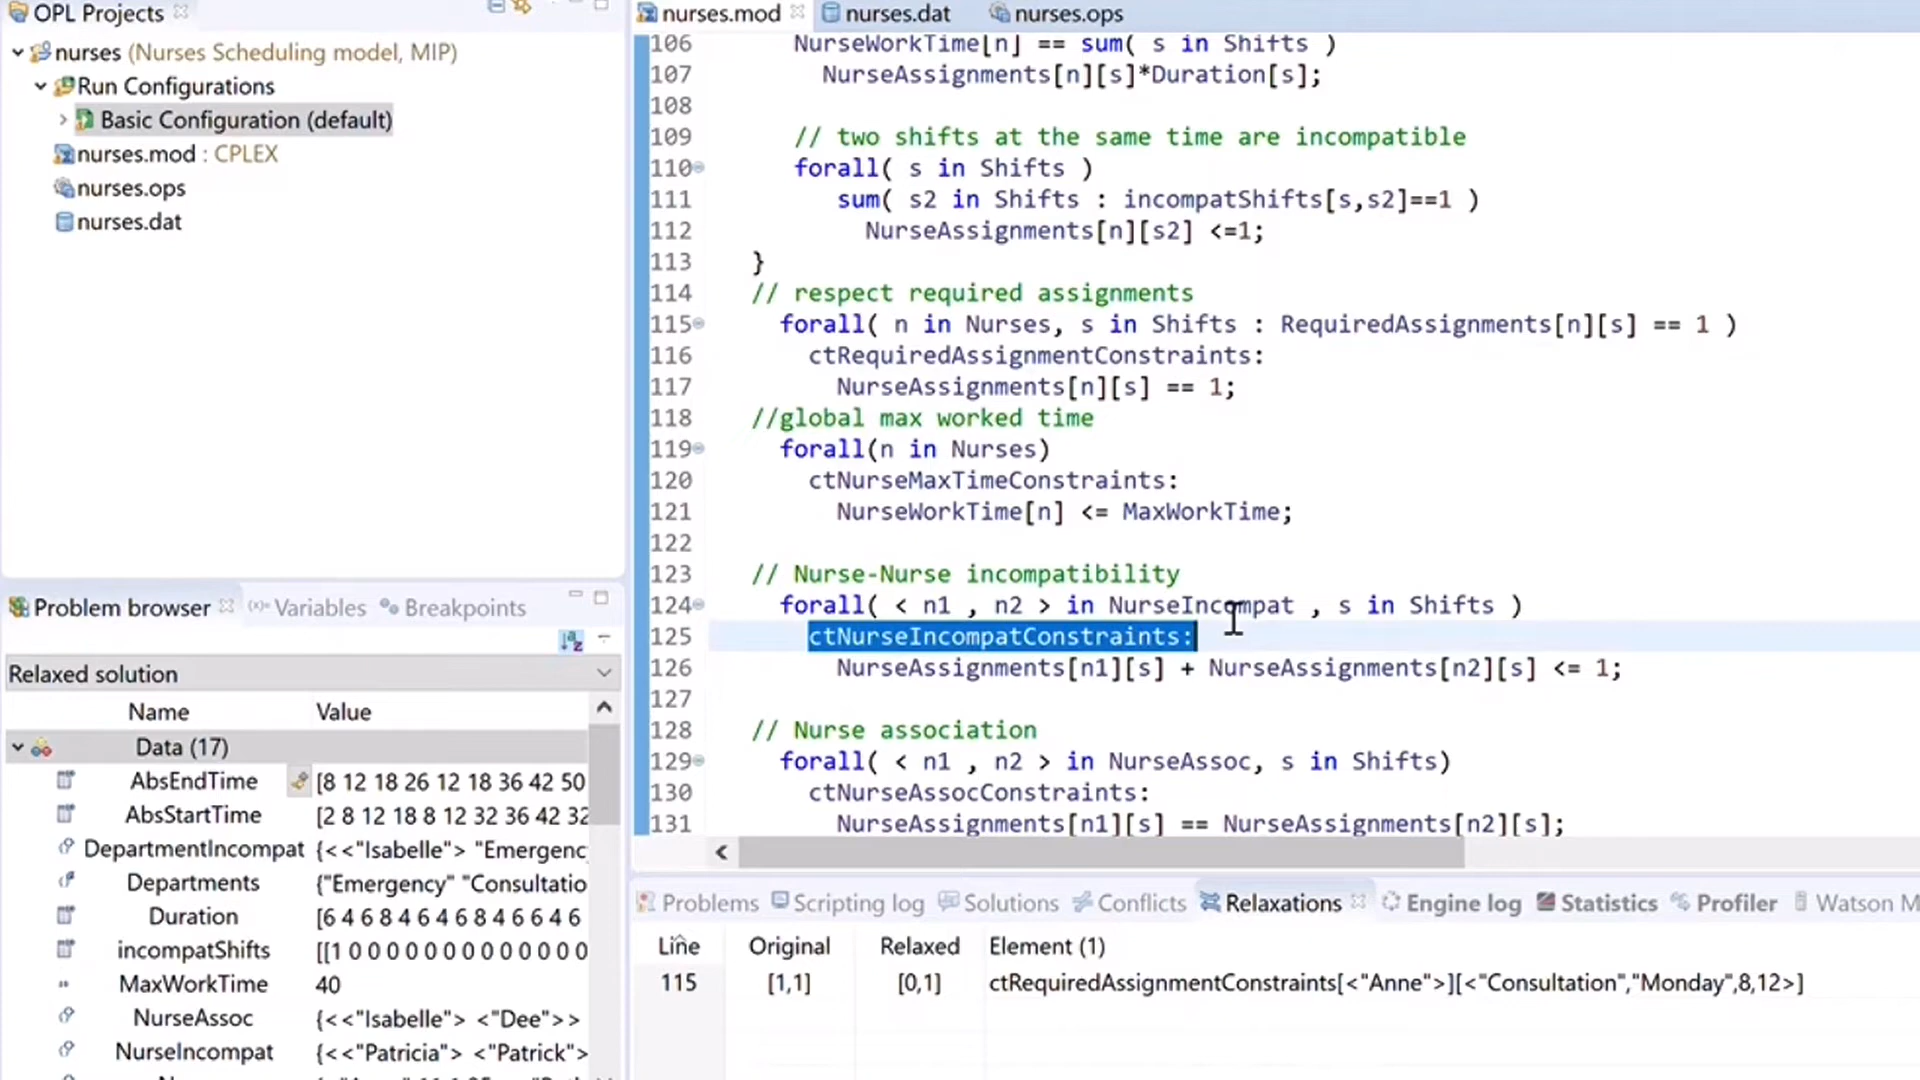 OPL Projects
nurses (Nurses Scheduling model, MIP)
Run Configurations
Basic Configuration (default)
nurses.mod : CPLEX
nurses.ops
nurses.dat
nurses.mod nurses.dat nurses.ops
106 NurseWorkTime[n] == sum( s in Shifts )
107 NurseAssignments[n][s]*Duration[s];
108
109 // two shifts at the same time are incompatible
110 forall( s in Shifts )
111 sum( s2 in Shifts : incompatShifts[s,s2]==1 )
112 NurseAssignments[n][s2] <=1;
113 }
114 // respect required assignments
115 forall( n in Nurses, s in Shifts : RequiredAssignments[n][s] == 1 )
116 ctRequiredAssignmentConstraints:
117 NurseAssignments[n][s] == 1;
118 //global max worked time
119 forall(n in Nurses)
120 ctNurseMaxTimeConstraints:
121 NurseWorkTime[n] <= MaxWorkTime;
122
123 // Nurse-Nurse incompatibility
124 forall( < n1 , n2 > in NurseIncompat , s in Shifts )
125 ctNurseIncompatConstraints:
126 NurseAssignments[n1][s] + NurseAssignments[n2][s] <= 1;
127
128 // Nurse association
129 forall( < n1 , n2 > in NurseAssoc, s in Shifts)
130 ctNurseAssocConstraints:
131 NurseAssignments[n1][s] == NurseAssignments[n2][s];
Problem browser (x)= Variables Breakpoints
Relaxed solution
Name Value
Data (17)
AbsEndTime [8 12 18 26 12 18 36 42 50
AbsStartTime [2 8 12 18 8 12 32 36 42 32
DepartmentIncompat {<<"Isabelle"> "Emergenc
Departments {"Emergency" "Consultatio
Duration [6 4 6 8 4 6 4 6 8 4 6 6 4 6
incompatShifts [[1 0 0 0 0 0 0 0 0 0 0 0 0 0
MaxWorkTime 40
NurseAssoc {<<"Isabelle"> <"Dee">>
NurseIncompat {<<"Patricia"> <"Patrick">
Problems Scripting log Solutions Conflicts Relaxations Engine log Statistics Profiler Watson M
Line Original Relaxed Element (1)
115 [1,1] [0,1] ctRequiredAssignmentConstraints[<"Anne">][<"Consultation","Monday",8,12>]